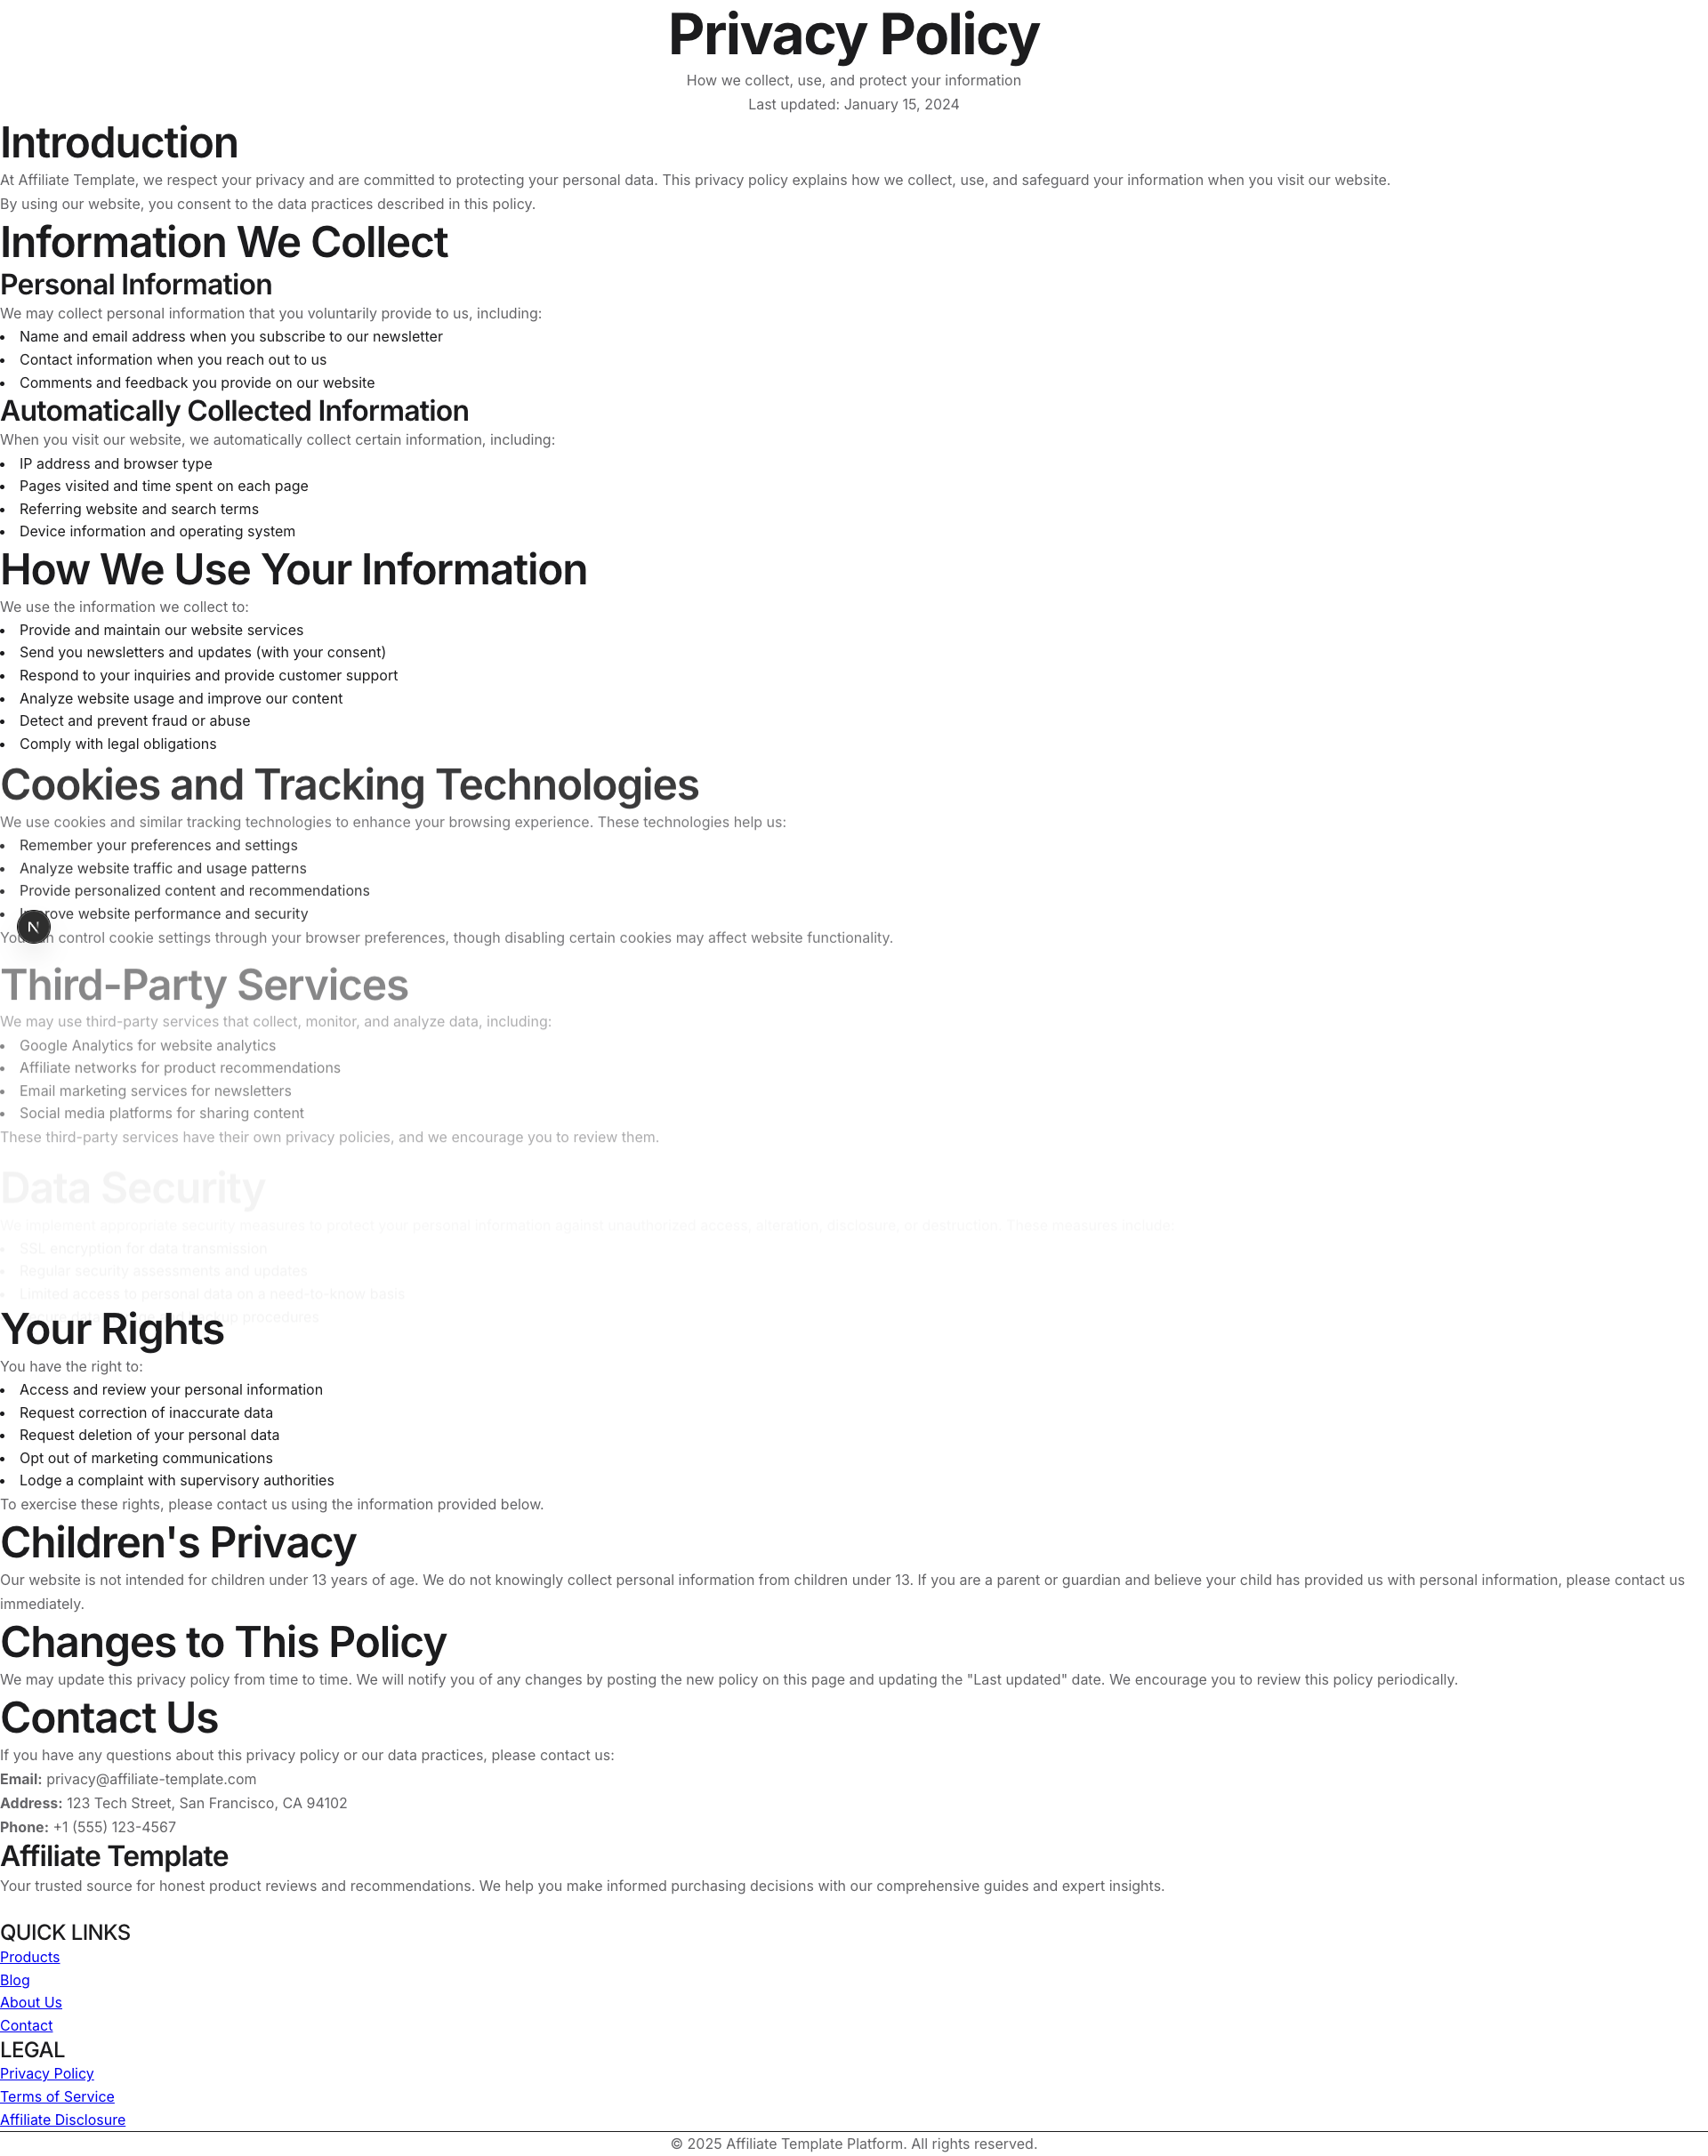 Privacy Policy
How we collect, use, and protect your information
Last updated: January 15, 2024
Introduction
At Affiliate Template, we respect your privacy and are committed to protecting your personal data. This privacy policy explains how we collect, use, and safeguard your information when you visit our website.
By using our website, you consent to the data practices described in this policy.
Information We Collect
Personal Information
We may collect personal information that you voluntarily provide to us, including:
• Name and email address when you subscribe to our newsletter
• Contact information when you reach out to us
• Comments and feedback you provide on our website
Automatically Collected Information
When you visit our website, we automatically collect certain information, including:
• IP address and browser type
• Pages visited and time spent on each page
• Referring website and search terms
• Device information and operating system
How We Use Your Information
We use the information we collect to:
• Provide and maintain our website services
• Send you newsletters and updates (with your consent)
• Respond to your inquiries and provide customer support
• Analyze website usage and improve our content
• Detect and prevent fraud or abuse
• Comply with legal obligations
Cookies and Tracking Technologies
We use cookies and similar tracking technologies to enhance your browsing experience. These technologies help us:
• Remember your preferences and settings
• Analyze website traffic and usage patterns
• Provide personalized content and recommendations
• website performance and security
N
control cookie settings through your browser preferences, though disabling certain cookies may affect website functionality.
Third-Party Services
We may use third-party services that collect, monitor, and analyze data, including:
• Google Analytics for website analytics
• Affiliate networks for product recommendations
• Email marketing services for newsletters
• Social media platforms for sharing content
These third-party services have their own privacy policies, and we encourage you to review them.
Data Security
We implement appropriate security measures to protect your personal information against unauthorized access, alteration, disclosure, or destruction. These measures include:
• SSL encryption for data transmission
• Regular security assessments and updates
• Limited access to personal data on a need-to-know basis
procedures
Your Rights
You have the right to:
• Access and review your personal information
• Request correction of inaccurate data
• Request deletion of your personal data
• Opt out of marketing communications
• Lodge a complaint with supervisory authorities
To exercise these rights, please contact us using the information provided below.
Children's Privacy
Our website is not intended for children under 13 years of age. We do not knowingly collect personal information from children under 13. If you are a parent or guardian and believe your child has provided us with personal information, please contact us
immediately.
Changes to This Policy
We may update this privacy policy from time to time. We will notify you of any changes by posting the new policy on this page and updating the "Last updated" date. We encourage you to review this policy periodically.
Contact Us
If you have any questions about this privacy policy or our data practices, please contact us:
Email: privacy@affiliate-template.com
Address: 123 Tech Street, San Francisco, CA 94102
Phone: +1 (555) 123-4567
Affiliate Template
Your trusted source for honest product reviews and recommendations. We help you make informed purchasing decisions with our comprehensive guides and expert insights.
QUICK LINKS
Products
Blog
About Us
Contact
LEGAL
Privacy Policy
Terms of Service
Affiliate Disclosure
© 2025 Affiliate Template Platform. All rights reserved.